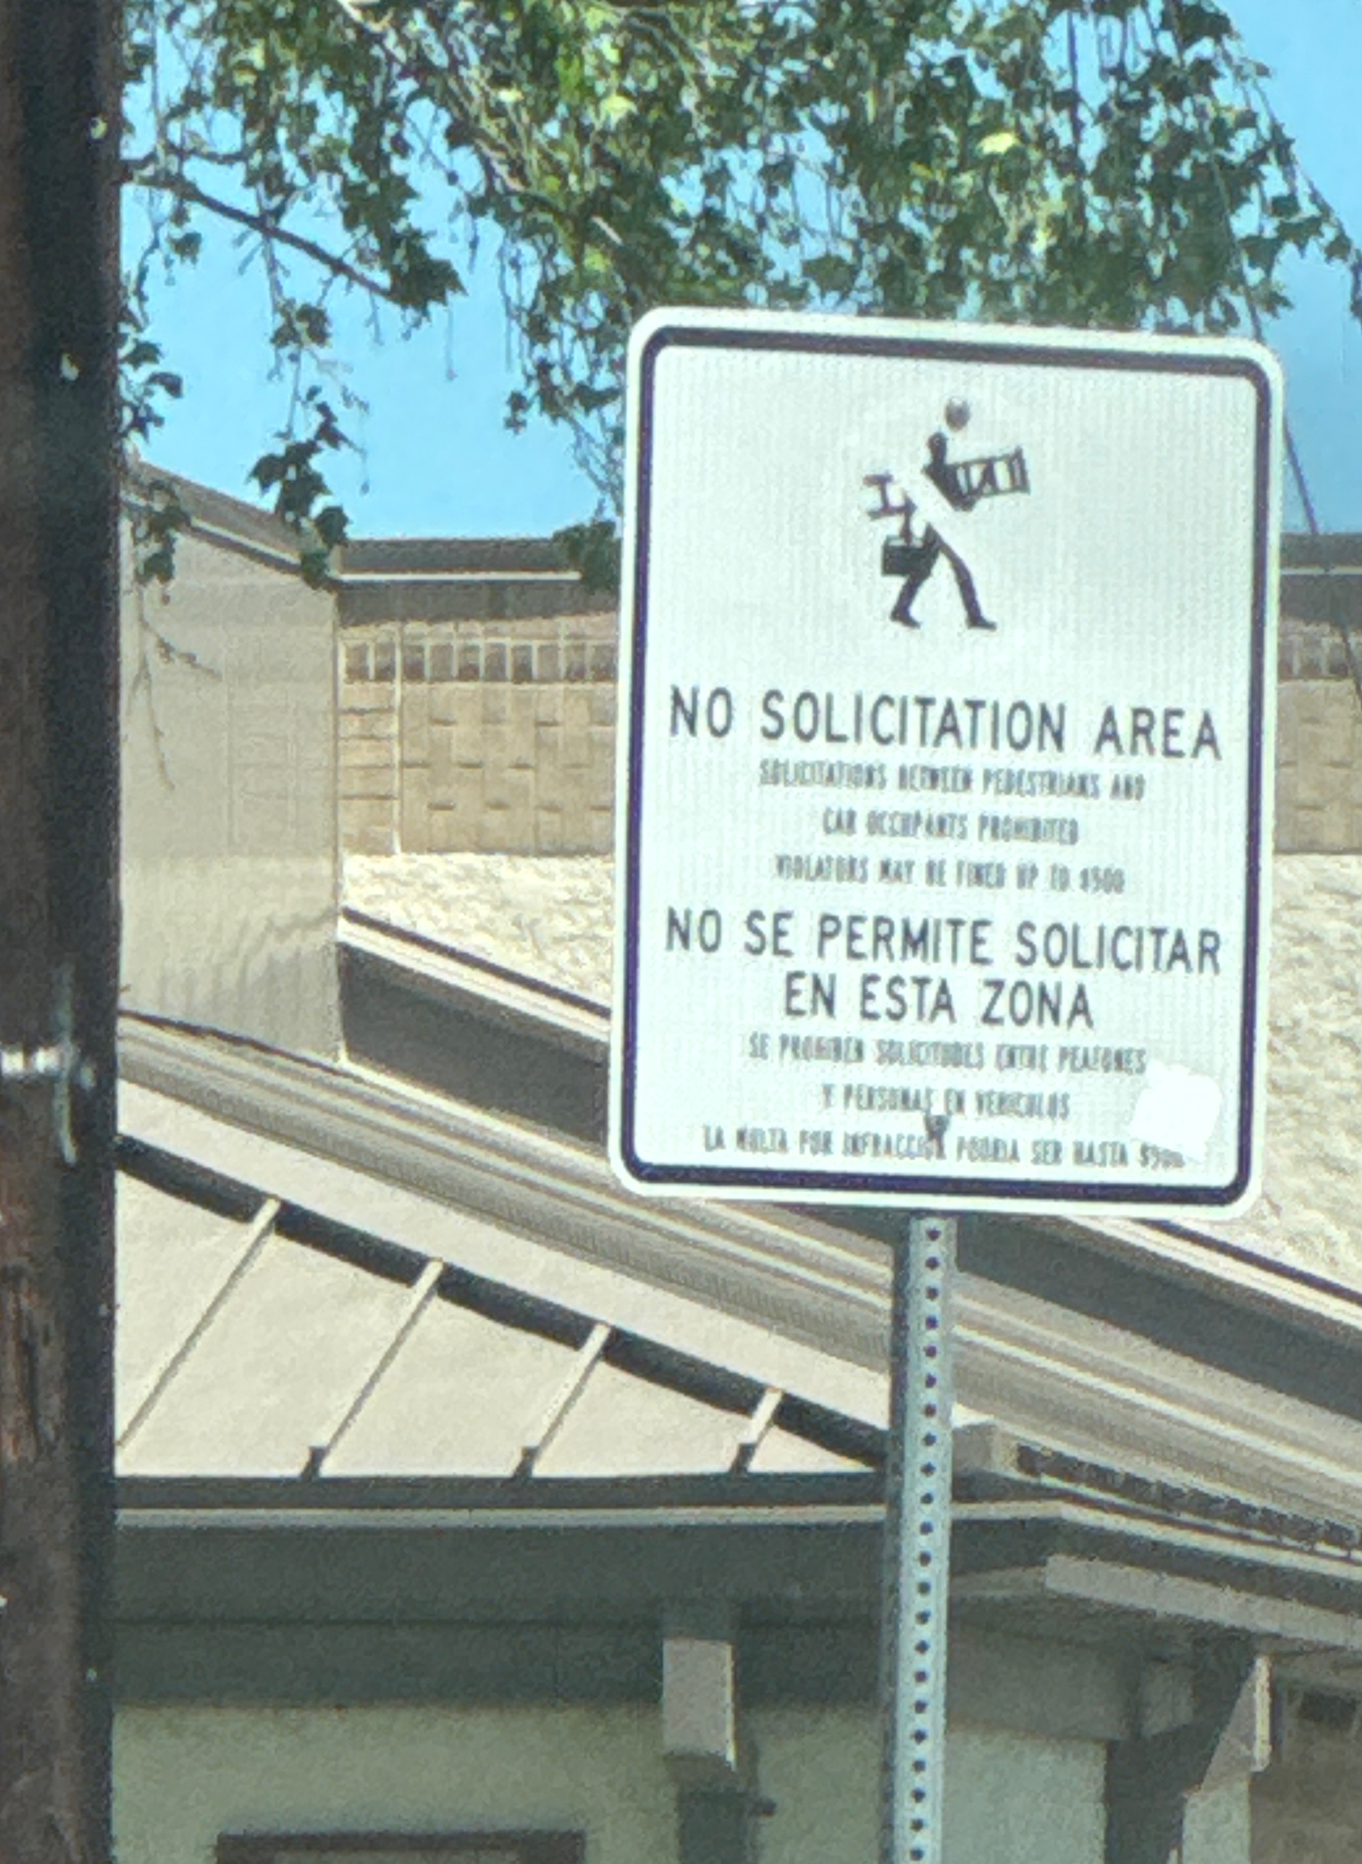 NO SOLICITATION AREA
SOLICITATIONS BETWEEN PEDESTRIANS AND
CAR OCCUPANTS PROHIBITED
VIOLATORS MAY BE FINED UP TO $500
NO SE PERMITE SOLICITAR
EN ESTA ZONA
SE PROHIBEN SOLICITUDES ENTRE PEATONES
Y PERSONAS EN VEHICULOS
LA MULTA POR INFRACCION PODRIA SER HASTA $500